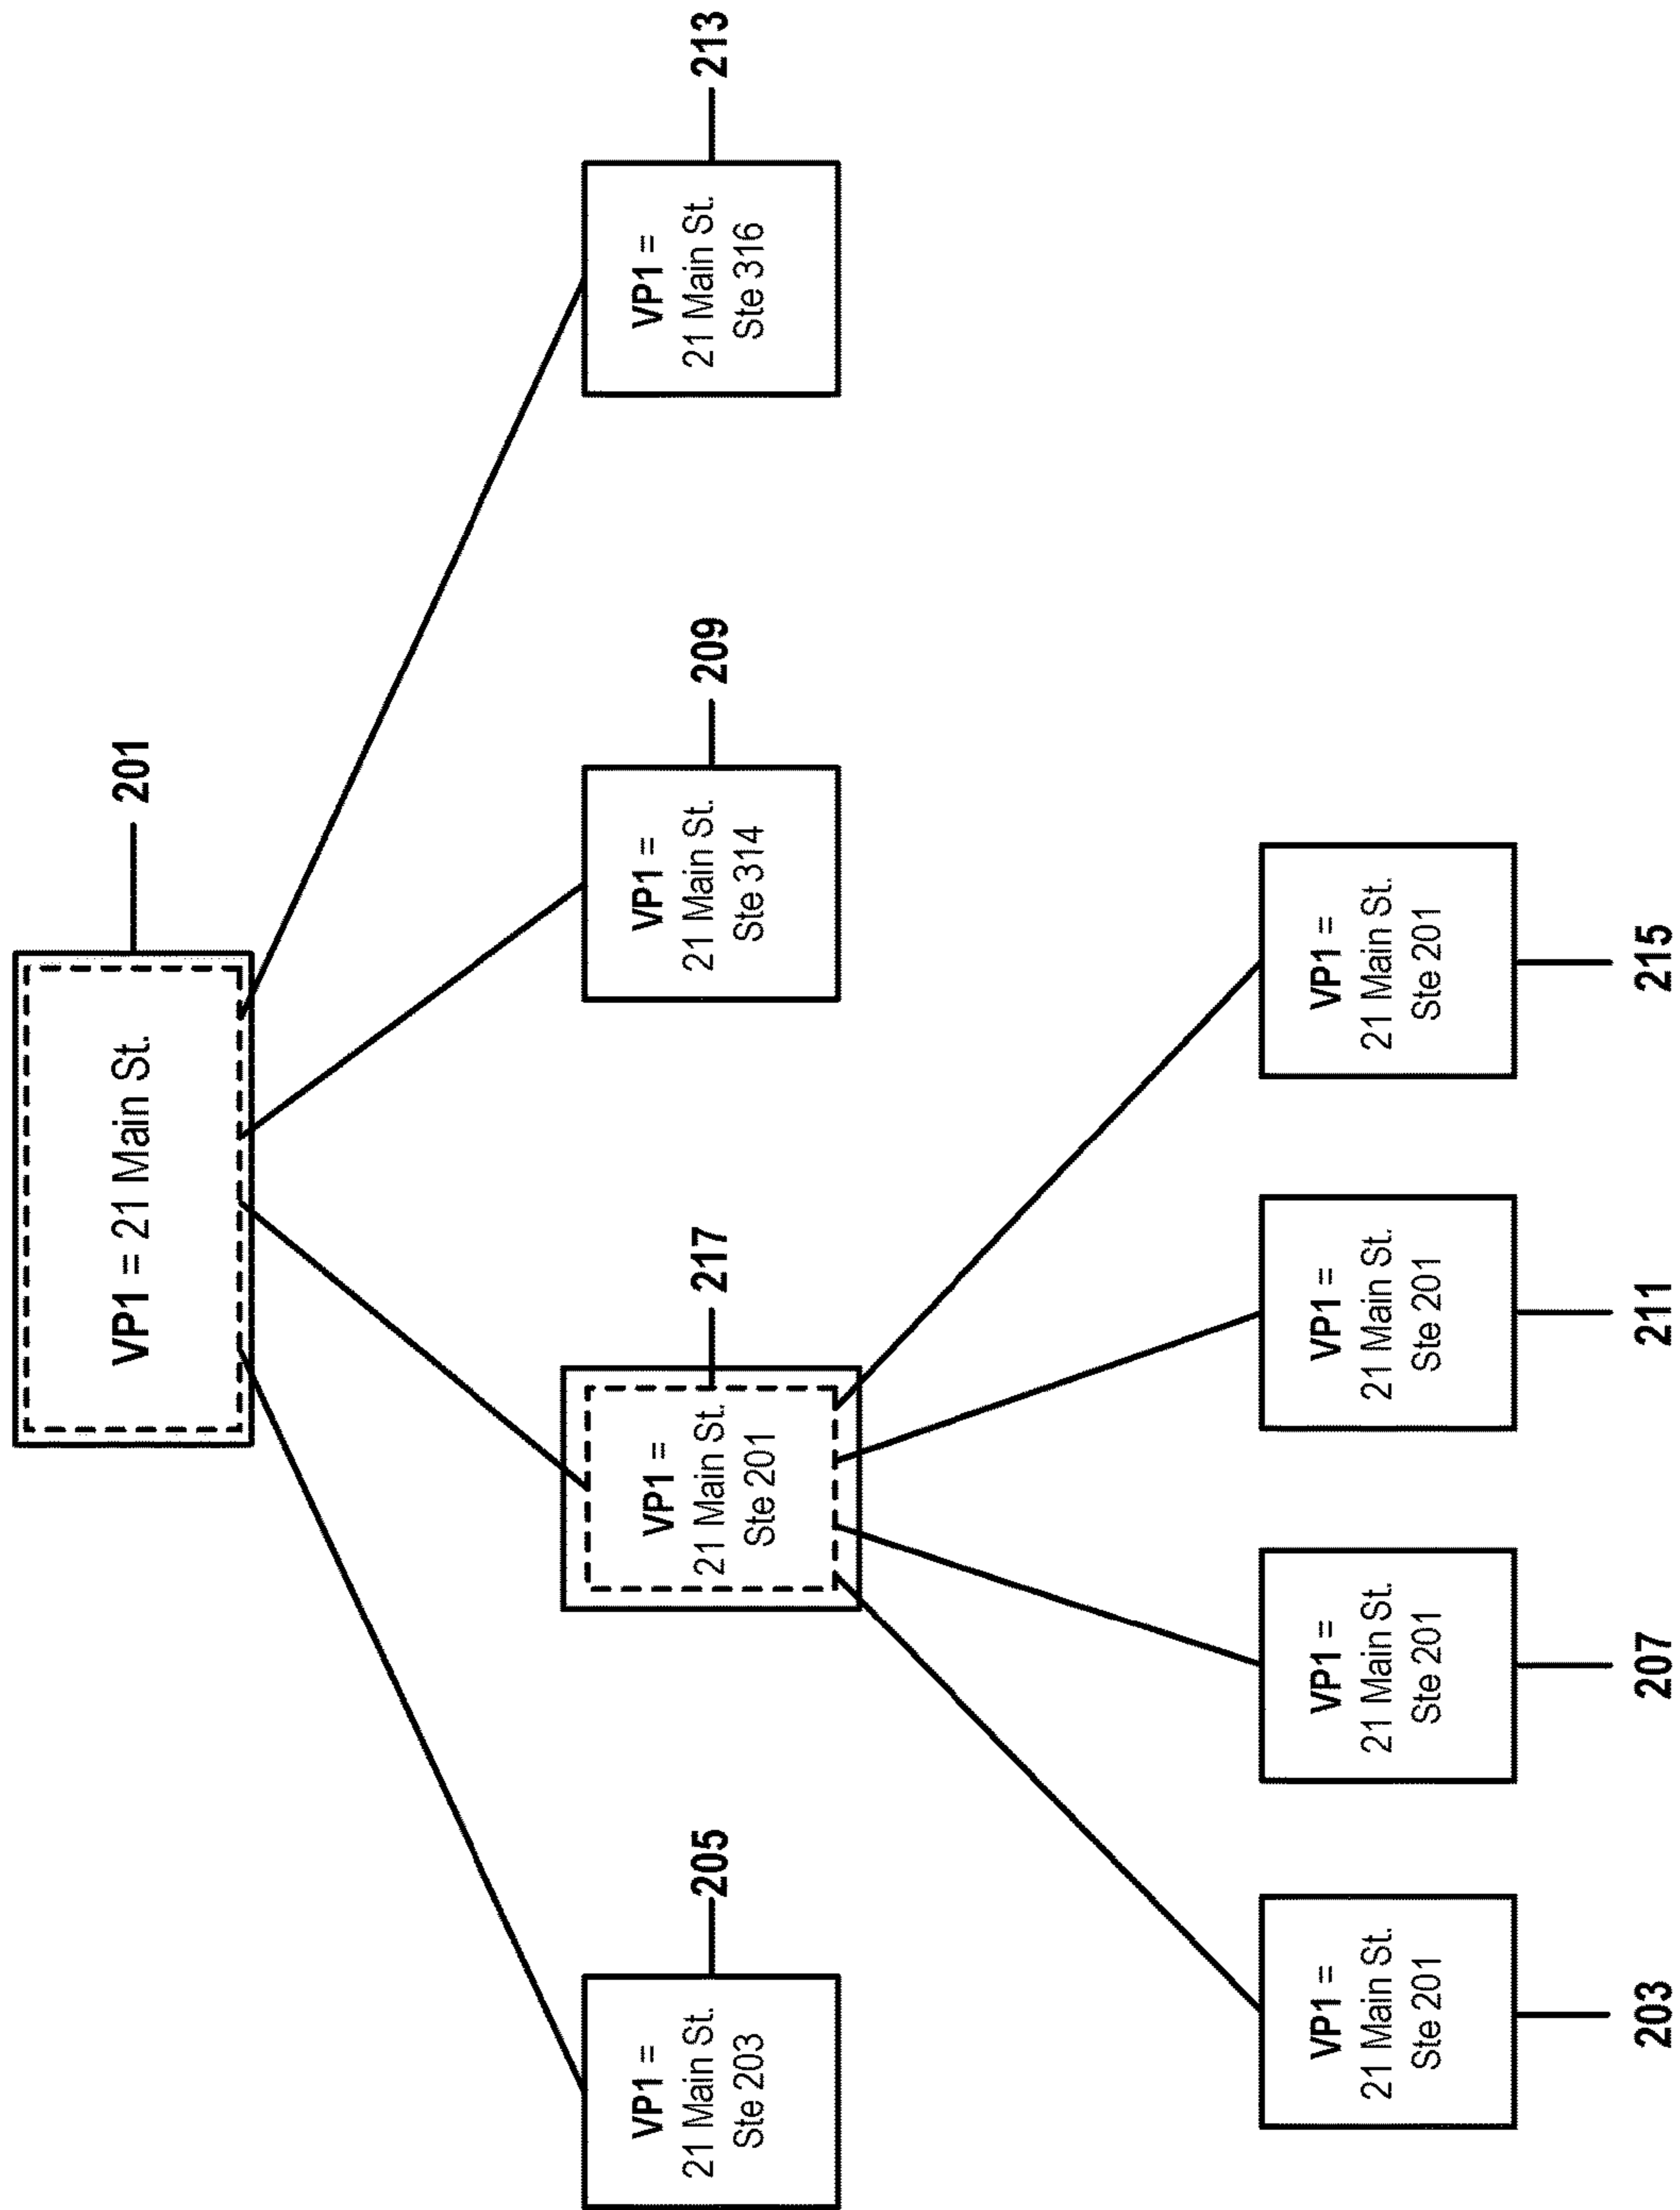 VP1 = 21 Main St.
201
VP1 =
21 Main St.
Ste 203
205
VP1 =
21 Main St.
Ste 201
217
VP1 =
21 Main St.
Ste 314
209
VP1 =
21 Main St.
Ste 316
213
VP1 =
21 Main St.
Ste 201
203
VP1 =
21 Main St.
Ste 201
207
VP1 =
21 Main St.
Ste 201
211
VP1 =
21 Main St.
Ste 201
215